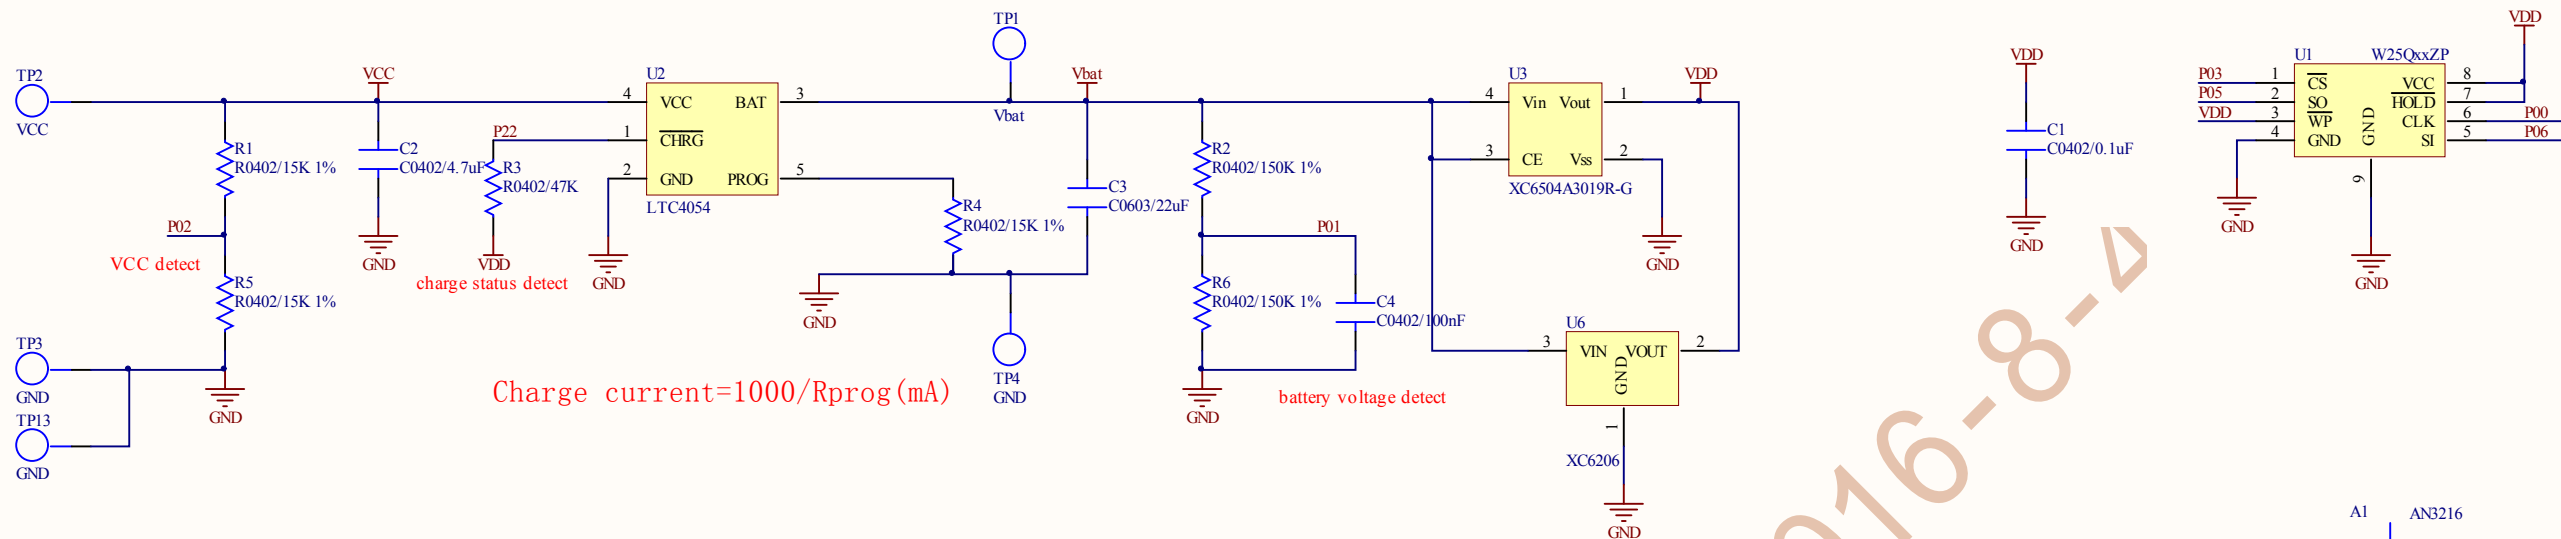 TP2
VCC
R1
R0402/15K 1%
P02
VCC detect
R5
R0402/15K 1%
TP3
GND
TP13
GND
GND
VCC
C2
C0402/4.7uF
GND
P22
R3
R0402/47K
VDD
charge status detect
U2
4 VCC BAT 3
1 CHRG
2 GND PROG 5
LTC4054
GND
R4
R0402/15K 1%
GND
Charge current=1000/Rprog(mA)
TP1
Vbat
Vbat
C3
C0603/22uF
TP4
GND
R2
R0402/150K 1%
P01
R6
R0402/150K 1%
C4
C0402/100nF
GND
battery voltage detect
U3
4 Vin Vout 1
3 CE Vss 2
XC6504A3019R-G
VDD
GND
U6
3 VIN VOUT 2
GND
1
XC6206
GND
VDD
C1
C0402/0.1uF
GND
VDD
U1 W25QxxZP
P03 1 CS VCC 8
P05 2 SO HOLD 7
VDD 3 WP CLK 6 P00
4 GND SI 5 P06
GND
9
GND
GND
016-8-4
A1 AN3216